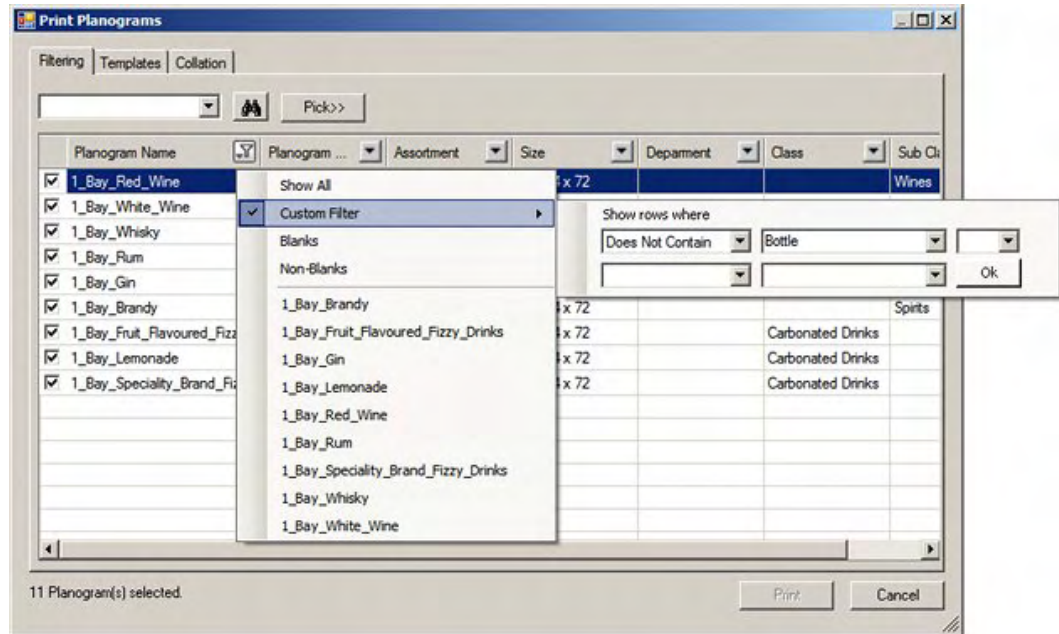 Print Planograms
Filtering Templates Collation
Pick>>
Planogram Name Planogram ... Assortment Size Deparment Class Sub Cla
1_Bay_Red_Wine x 72 Wines
1_Bay_White_Wine
1_Bay_Whisky
1_Bay_Rum
1_Bay_Gin
1_Bay_Brandy x 72 Spirits
1_Bay_Fruit_Flavoured_Fizz x 72 Carbonated Drinks
1_Bay_Lemonade x 72 Carbonated Drinks
1_Bay_Speciality_Brand_Fiz x 72 Carbonated Drinks
Show All
Custom Filter
Blanks
Non-Blanks
1_Bay_Brandy
1_Bay_Fruit_Flavoured_Fizzy_Drinks
1_Bay_Gin
1_Bay_Lemonade
1_Bay_Red_Wine
1_Bay_Rum
1_Bay_Speciality_Brand_Fizzy_Drinks
1_Bay_Whisky
1_Bay_White_Wine
Show rows where
Does Not Contain Bottle
Ok
11 Planogram(s) selected.
Print Cancel